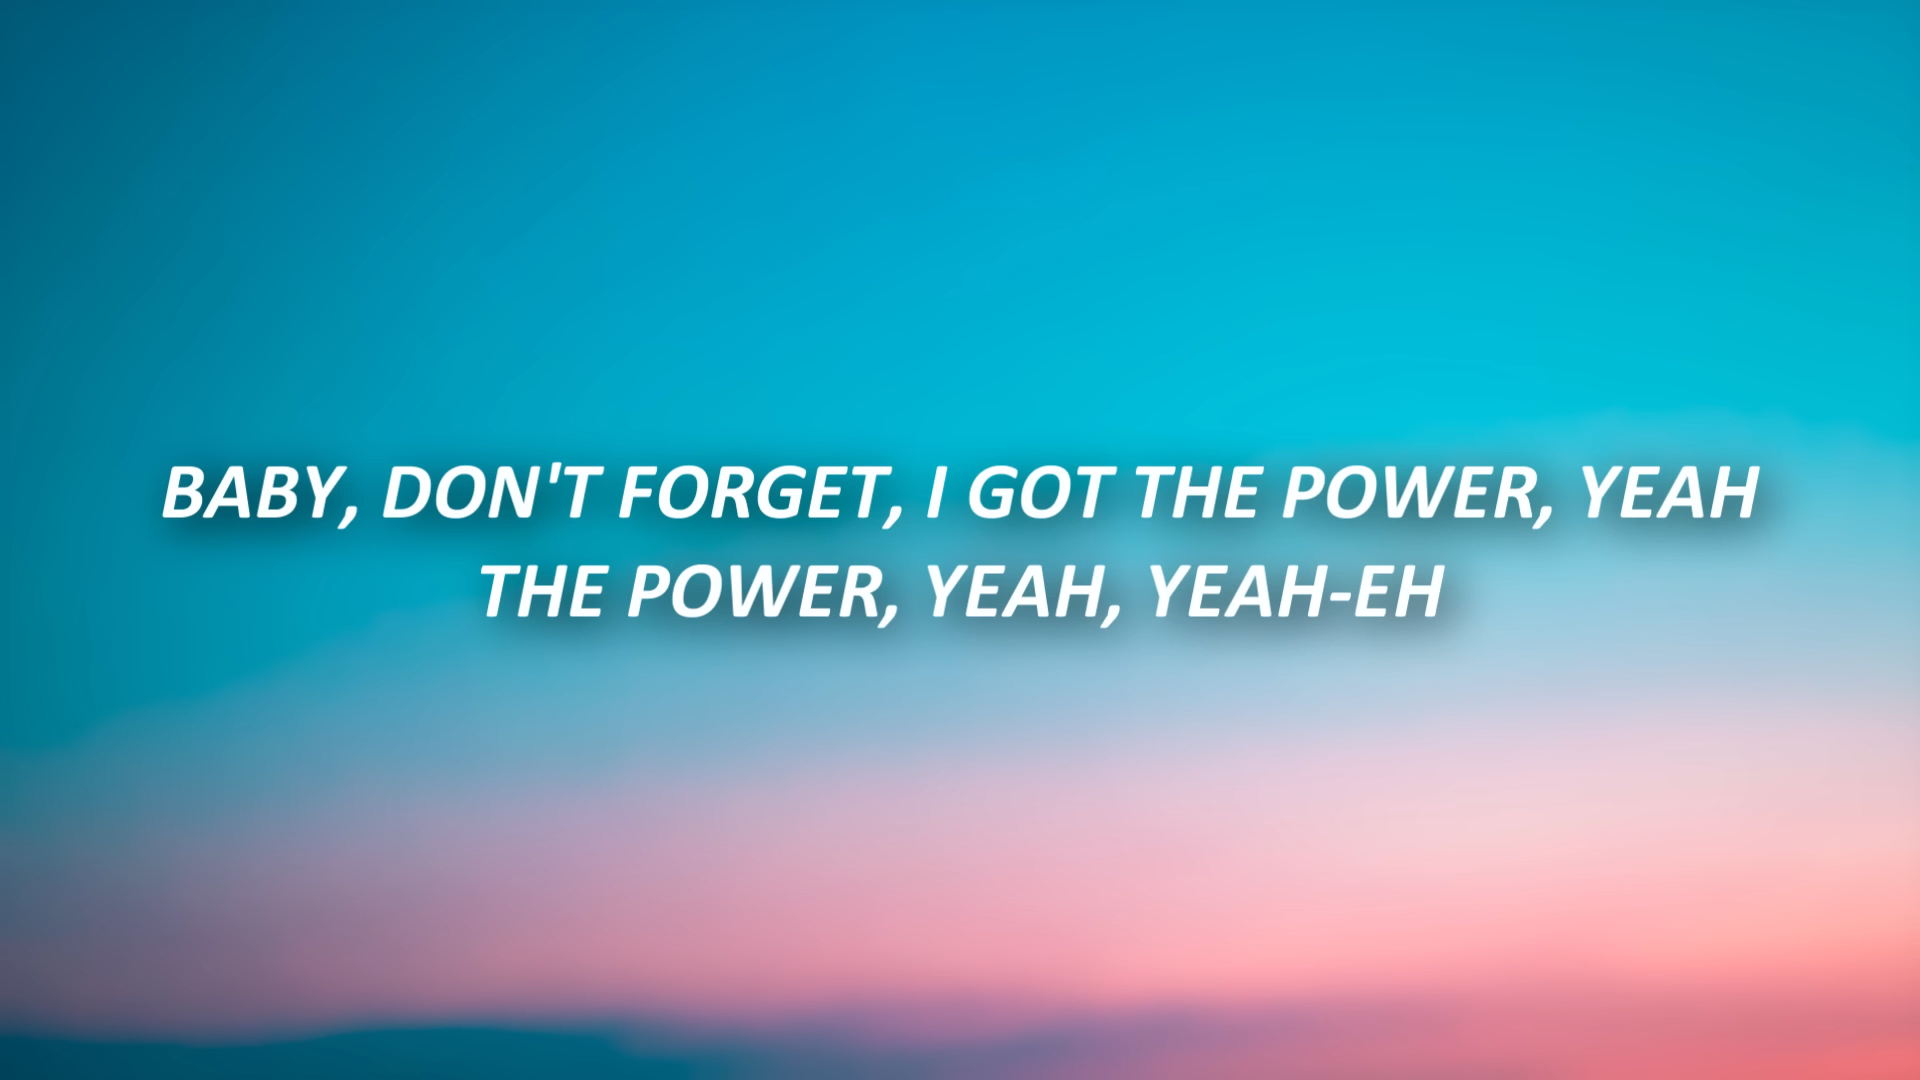 BABY, DON'T FORGET, I GOT THE POWER, YEAH
THE POWER, YEAH, YEAH-EH